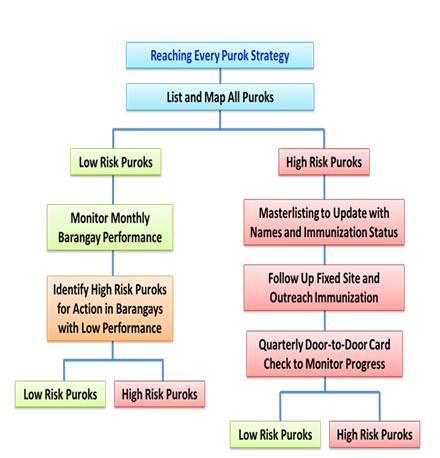 Reaching Every Purok Strategy
List and Map All Puroks
Low Risk Puroks
High Risk Puroks
Monitor Monthly
Barangay Performance
Masterlisting to Update with
Names and Immunization Status
Identify High Risk Puroks
for Action in Barangays
with Low Performance
Follow Up Fixed Site and
Outreach Immunization
Quarterly Door-to-Door Card
Check to Monitor Progress
Low Risk Puroks
High Risk Puroks
Low Risk Puroks
High Risk Puroks